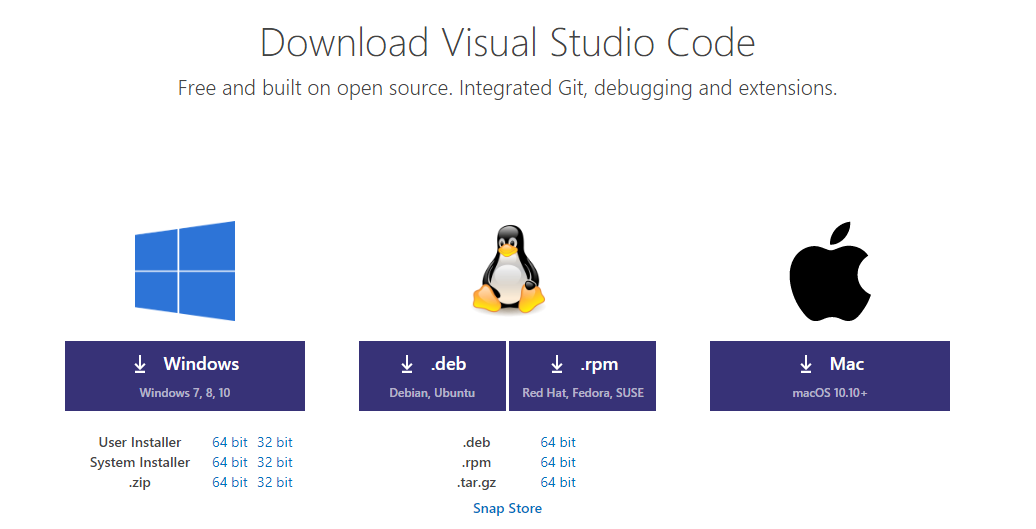 Download Visual Studio Code
Free and built on open source. Integrated Git, debugging and extensions.
Windows
Windows 7, 8, 10
User Installer 64 bit 32 bit
System Installer 64 bit 32 bit
.zip 64 bit 32 bit
.deb
Debian, Ubuntu
.rpm
Red Hat, Fedora, SUSE
.deb 64 bit
.rpm 64 bit
.tar.gz 64 bit
Snap Store
Mac
macOS 10.10+